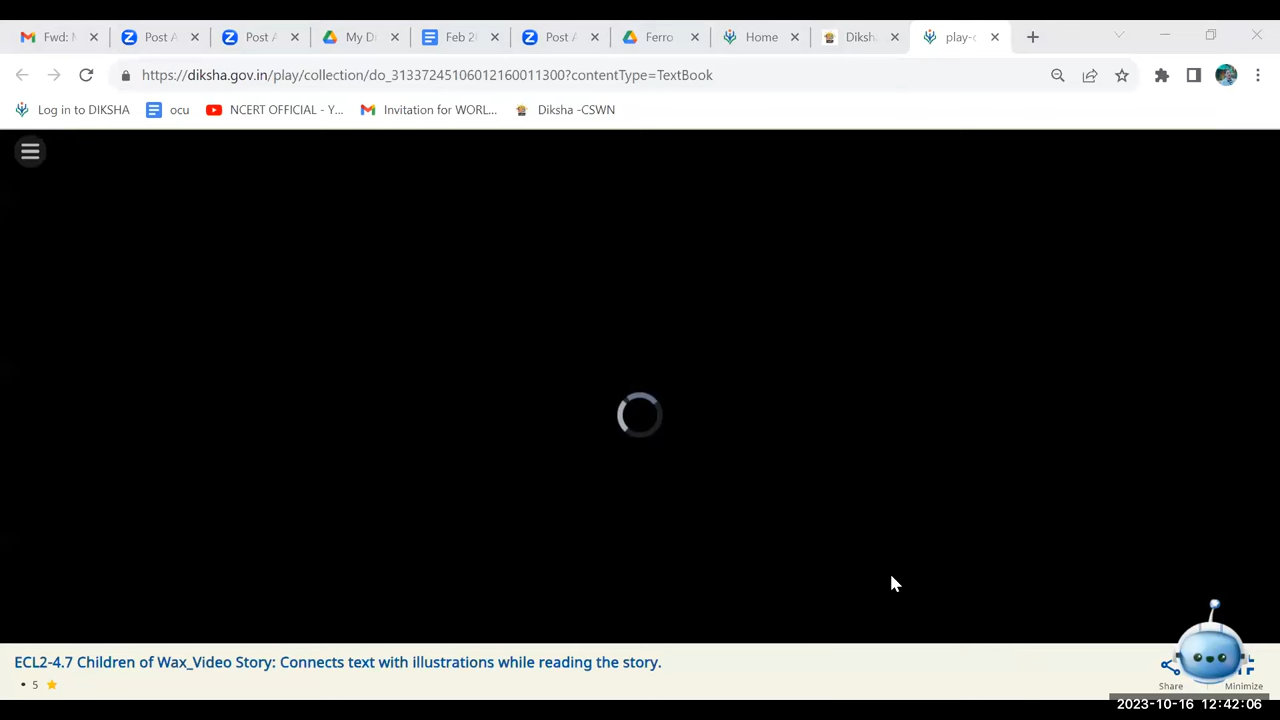 Fwd: M
Post A
Post A
My D
Feb 20
Post A
Ferro
Home
Diksha
play-c
https://diksha.gov.in/play/collection/do_31337245106012160011300?contentType=TextBook
Log in to DIKSHA
ocu
NCERT OFFICIAL - Y...
Invitation for WORL...
Diksha -CSWN
ECL2-4.7 Children of Wax_Video Story: Connects text with illustrations while reading the story.
• 5
Share
Minimize
2023-10-16 12:42:06